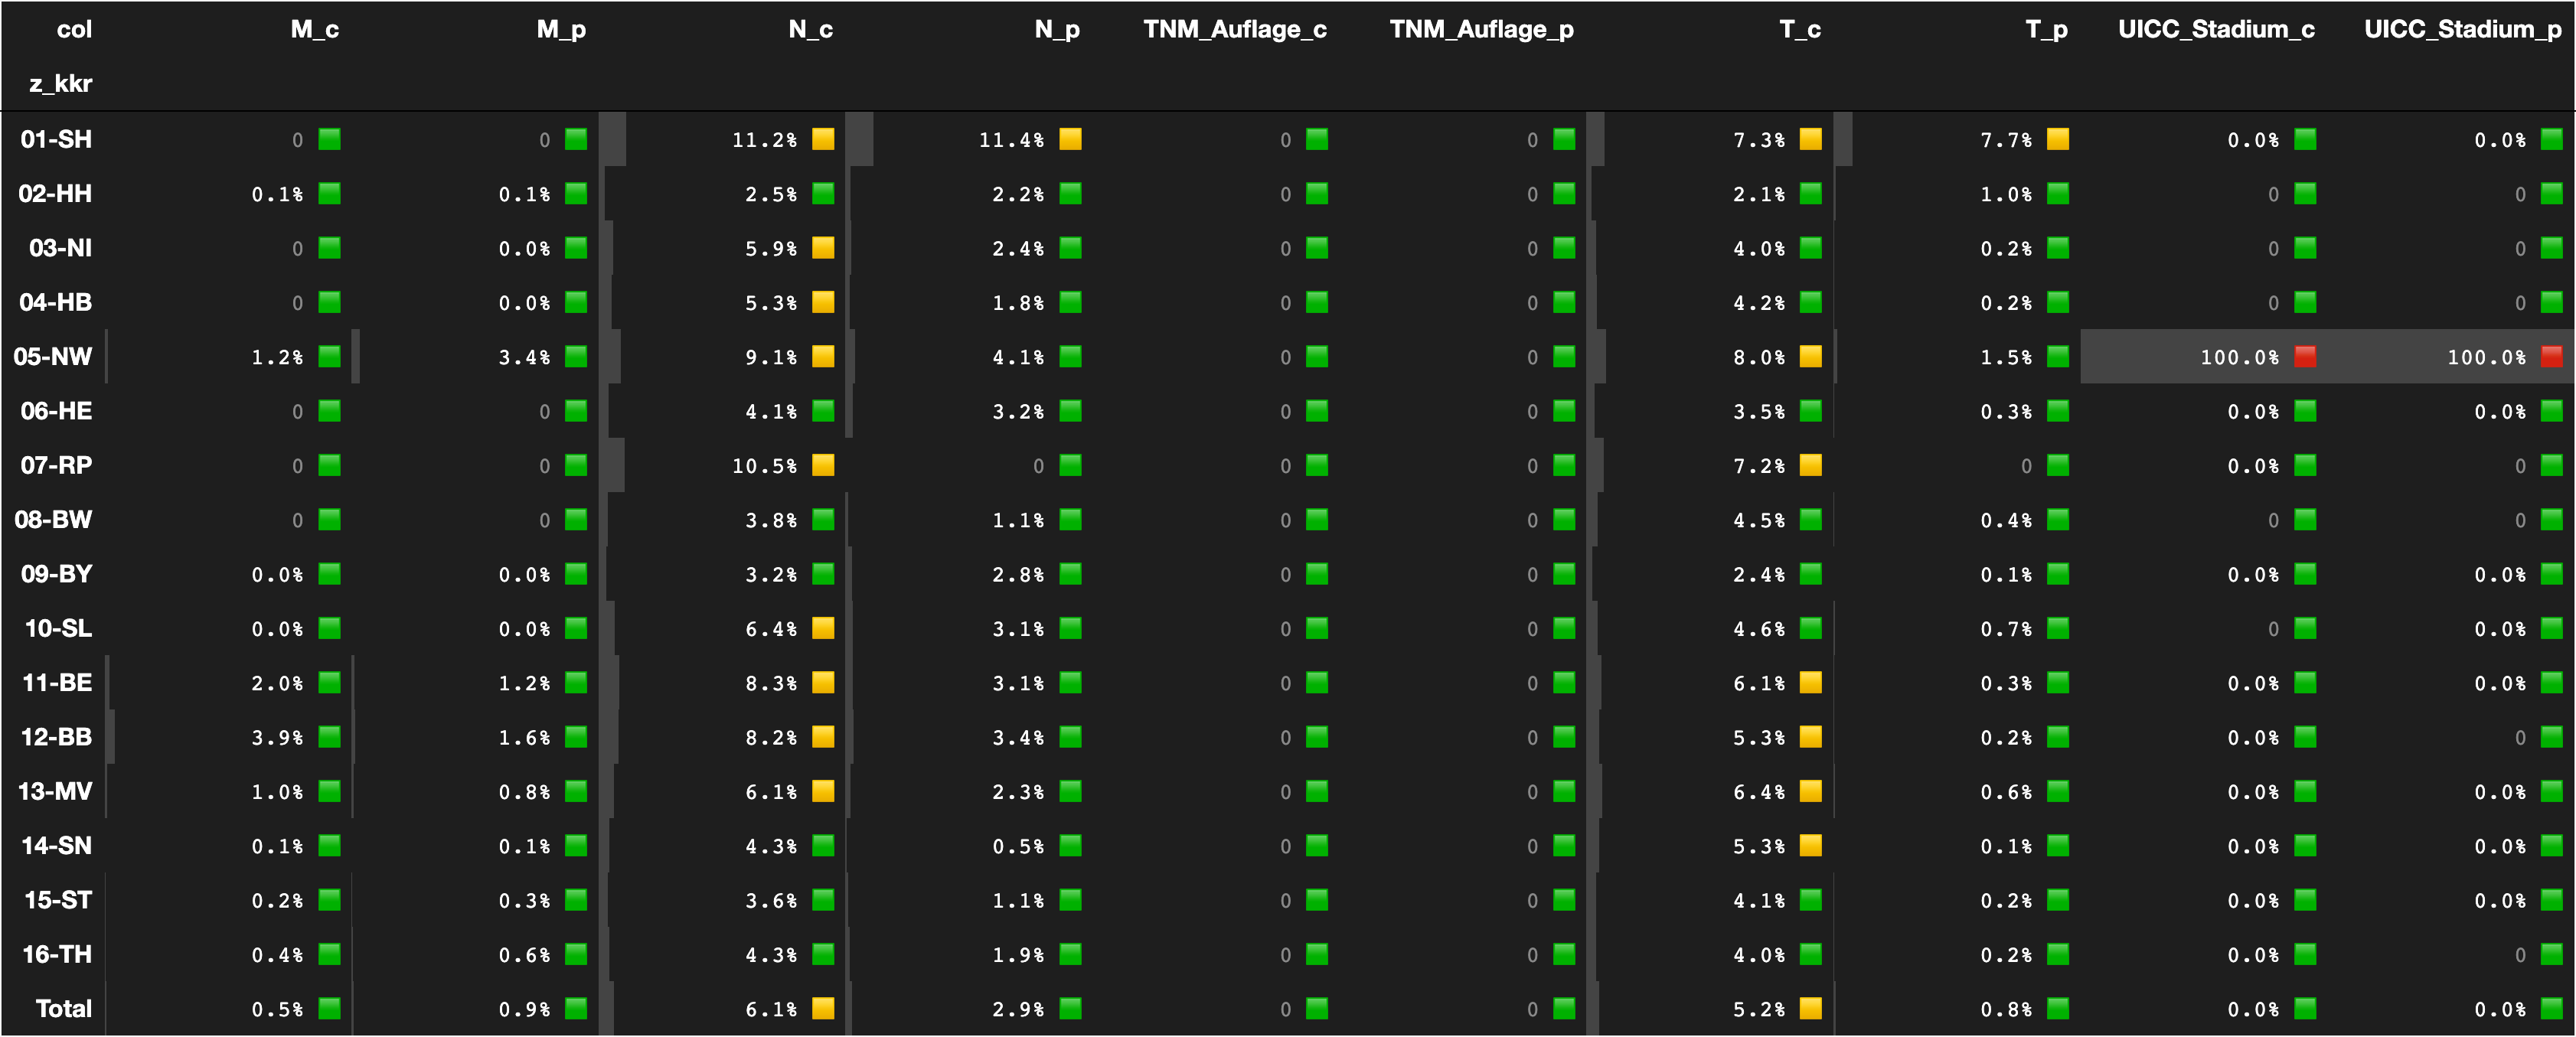 col M_c M_p N_c N_p TNM_Auflage_c TNM_Auflage_p T_c T_p UICC_Stadium_c UICC_Stadium_p
z_kkr
01-SH 0 0 11.2% 11.4% 0 0 7.3% 7.7% 0.0% 0.0%
02-HH 0.1% 0.1% 2.5% 2.2% 0 0 2.1% 1.0% 0 0
03-NI 0 0.0% 5.9% 2.4% 0 0 4.0% 0.2% 0 0
04-HB 0 0.0% 5.3% 1.8% 0 0 4.2% 0.2% 0 0
05-NW 1.2% 3.4% 9.1% 4.1% 0 0 8.0% 1.5% 100.0% 100.0%
06-HE 0 0 4.1% 3.2% 0 0 3.5% 0.3% 0.0% 0.0%
07-RP 0 0 10.5% 0 0 0 7.2% 0 0.0% 0
08-BW 0 0 3.8% 1.1% 0 0 4.5% 0.4% 0 0
09-BY 0.0% 0.0% 3.2% 2.8% 0 0 2.4% 0.1% 0.0% 0.0%
10-SL 0.0% 0.0% 6.4% 3.1% 0 0 4.6% 0.7% 0 0.0%
11-BE 2.0% 1.2% 8.3% 3.1% 0 0 6.1% 0.3% 0.0% 0.0%
12-BB 3.9% 1.6% 8.2% 3.4% 0 0 5.3% 0.2% 0.0% 0
13-MV 1.0% 0.8% 6.1% 2.3% 0 0 6.4% 0.6% 0.0% 0.0%
14-SN 0.1% 0.1% 4.3% 0.5% 0 0 5.3% 0.1% 0.0% 0.0%
15-ST 0.2% 0.3% 3.6% 1.1% 0 0 4.1% 0.2% 0.0% 0.0%
16-TH 0.4% 0.6% 4.3% 1.9% 0 0 4.0% 0.2% 0.0% 0
Total 0.5% 0.9% 6.1% 2.9% 0 0 5.2% 0.8% 0.0% 0.0%